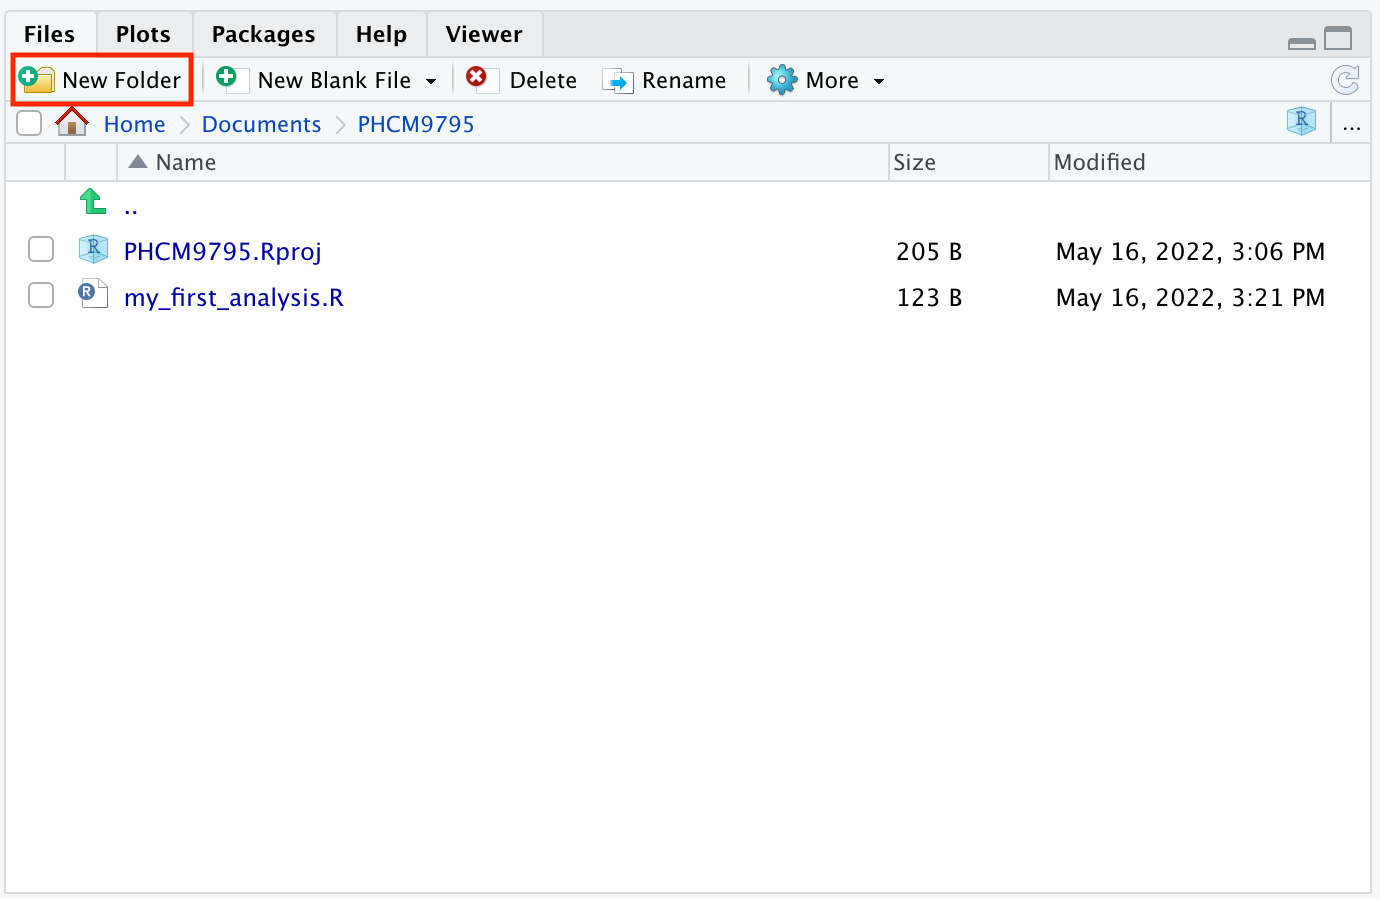 Files Plots Packages Help Viewer
New Folder New Blank File Delete Rename More
Home Documents PHCM9795 R ...
Name Size Modified
..
R PHCM9795.Rproj 205 B May 16, 2022, 3:06 PM
R my_first_analysis.R 123 B May 16, 2022, 3:21 PM